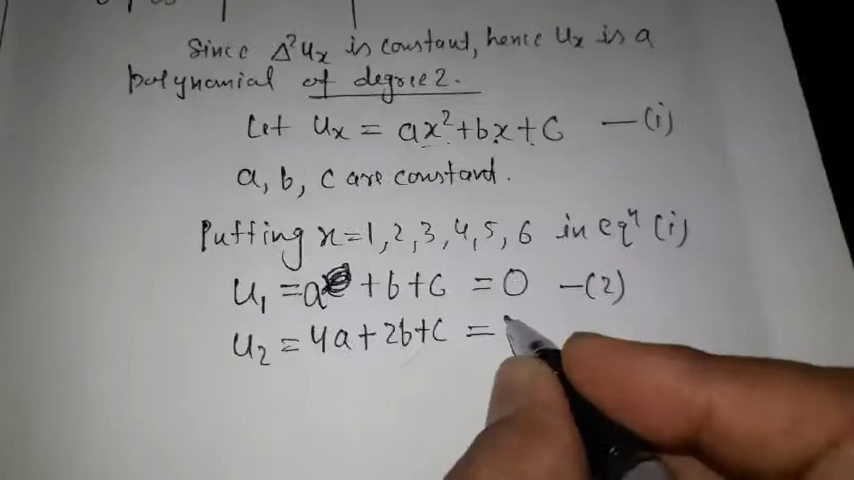 Since Δ²Ux is constant, hence Ux is a
polynomial of degree 2.
Let Ux = ax²+bx+C —(i)
a, b, c are constant.
Putting x=1,2,3,4,5,6 in eqⁿ (i)
U₁ = a +b+C = 0 —(2)
U₂ = 4a+2b+C =